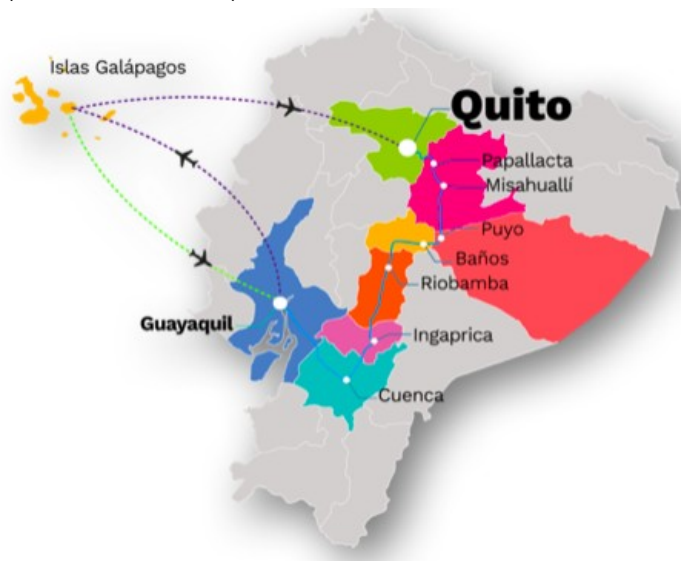 Islas Galápagos
Quito
Papallacta
Misahuallí
Puyo
Baños
Riobamba
Guayaquil
Ingaprica
Cuenca